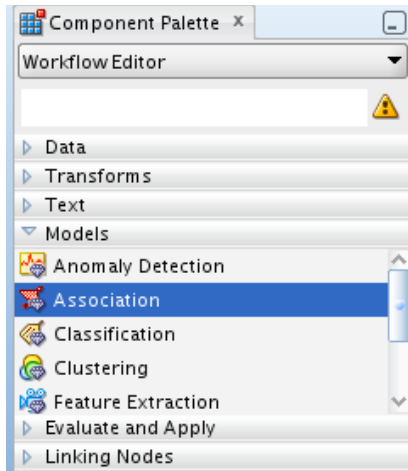 Component Palette x
Workflow Editor
Data
Transforms
Text
Models
Anomaly Detection
Association
Classification
Clustering
Feature Extraction
Evaluate and Apply
Linking Nodes